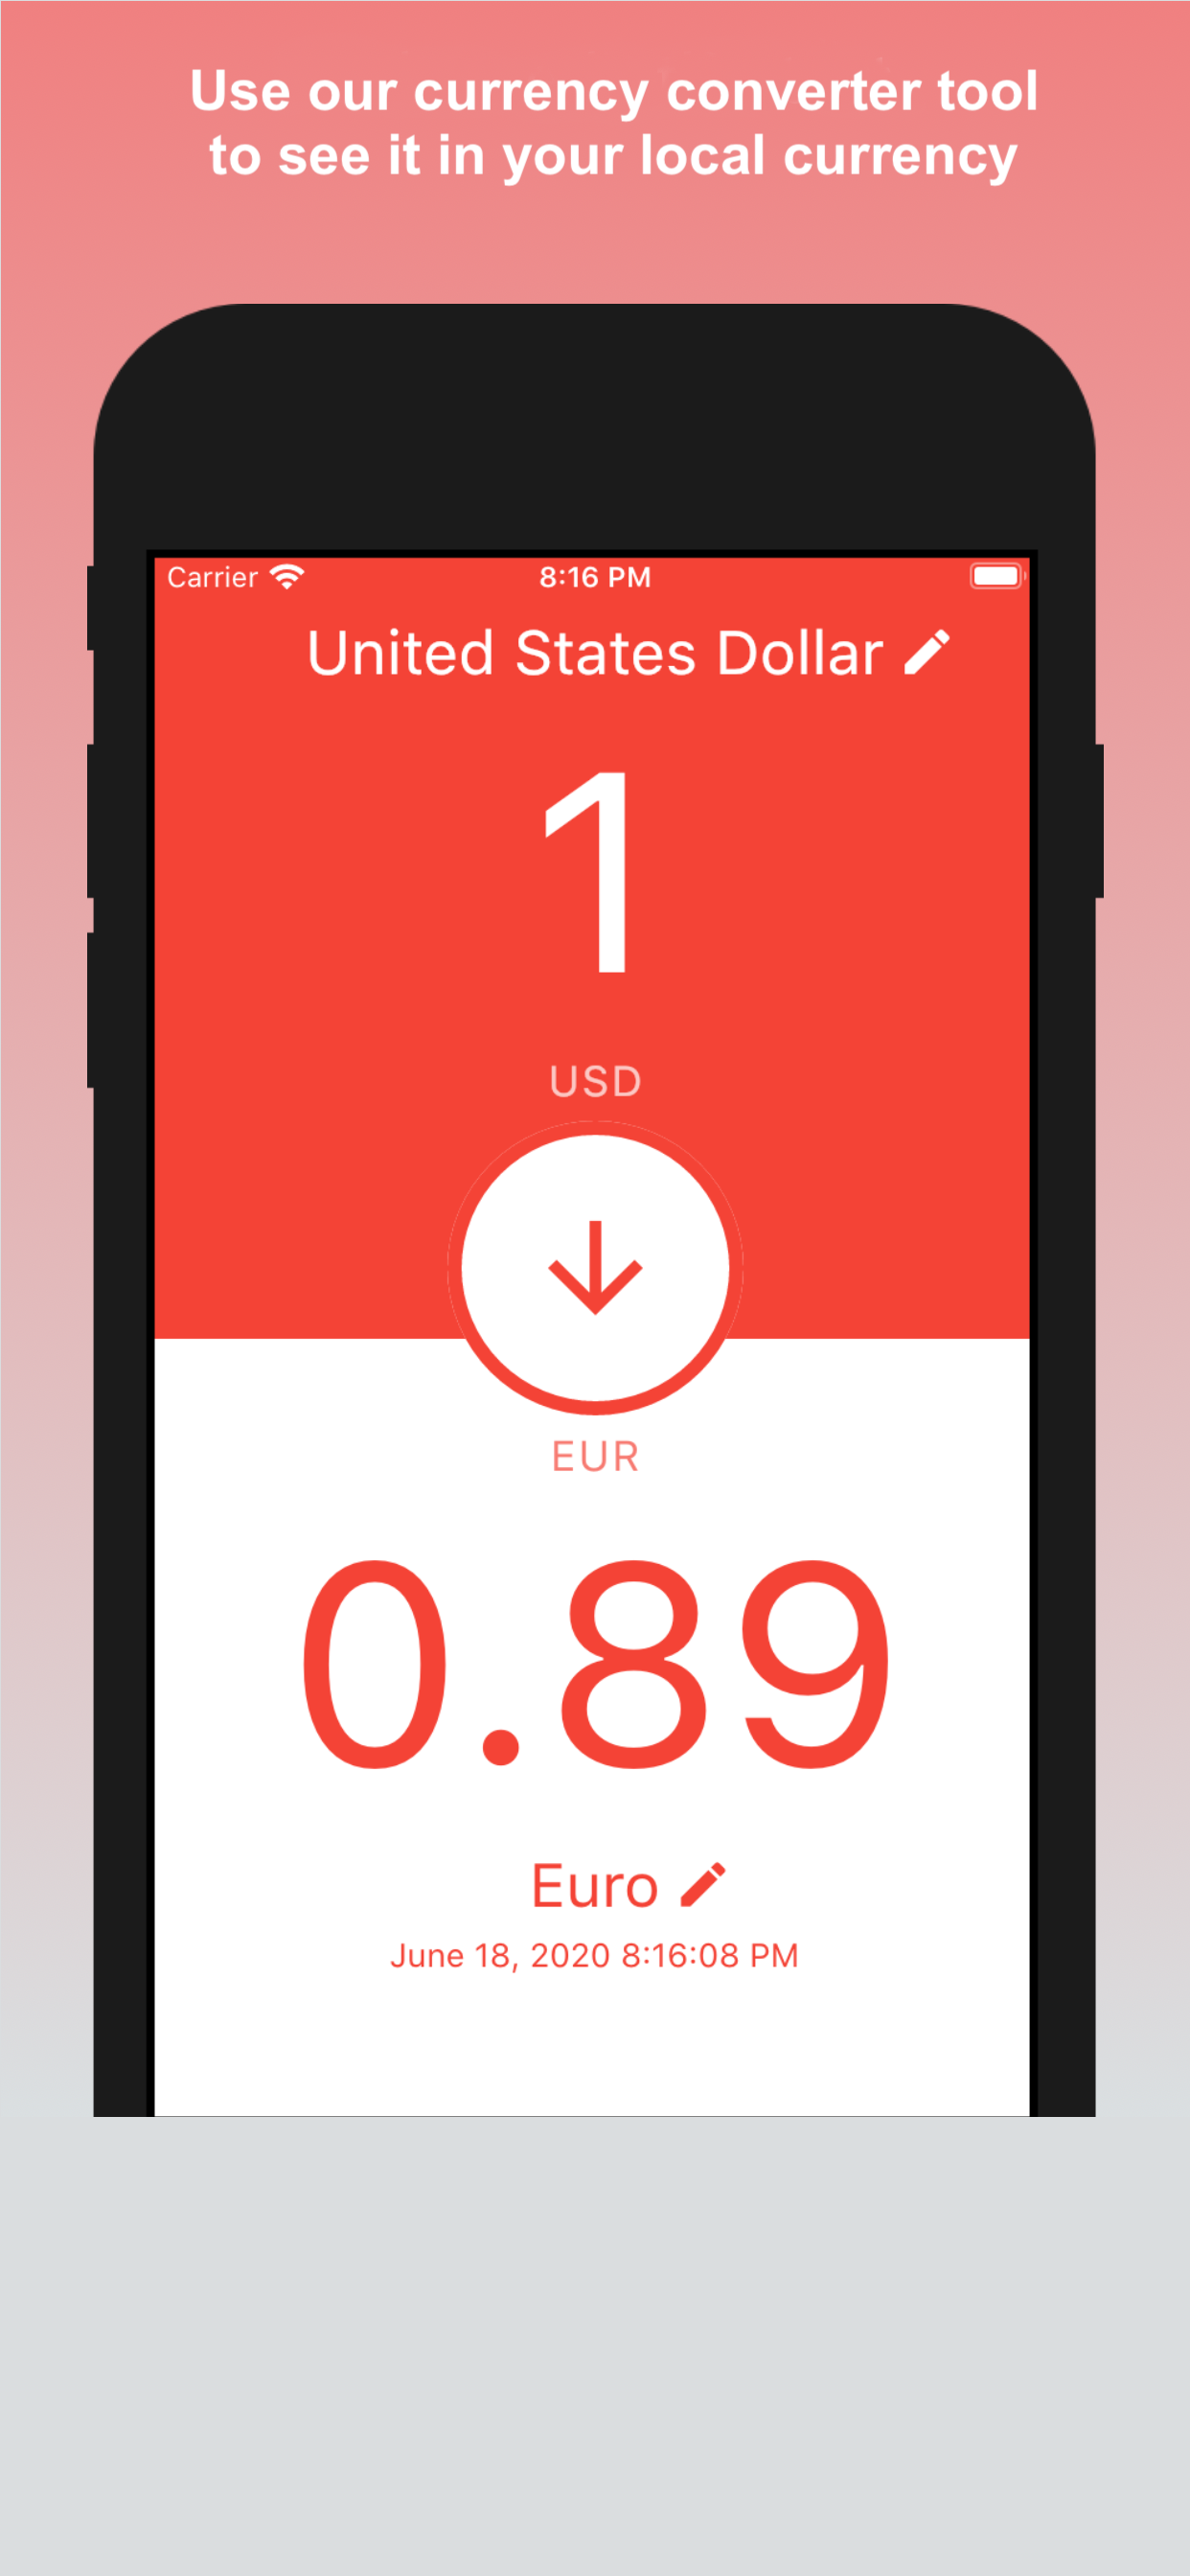 Use our currency converter tool
to see it in your local currency
Carrier 8:16 PM
United States Dollar
1
USD
EUR
0.89
Euro
June 18, 2020 8:16:08 PM